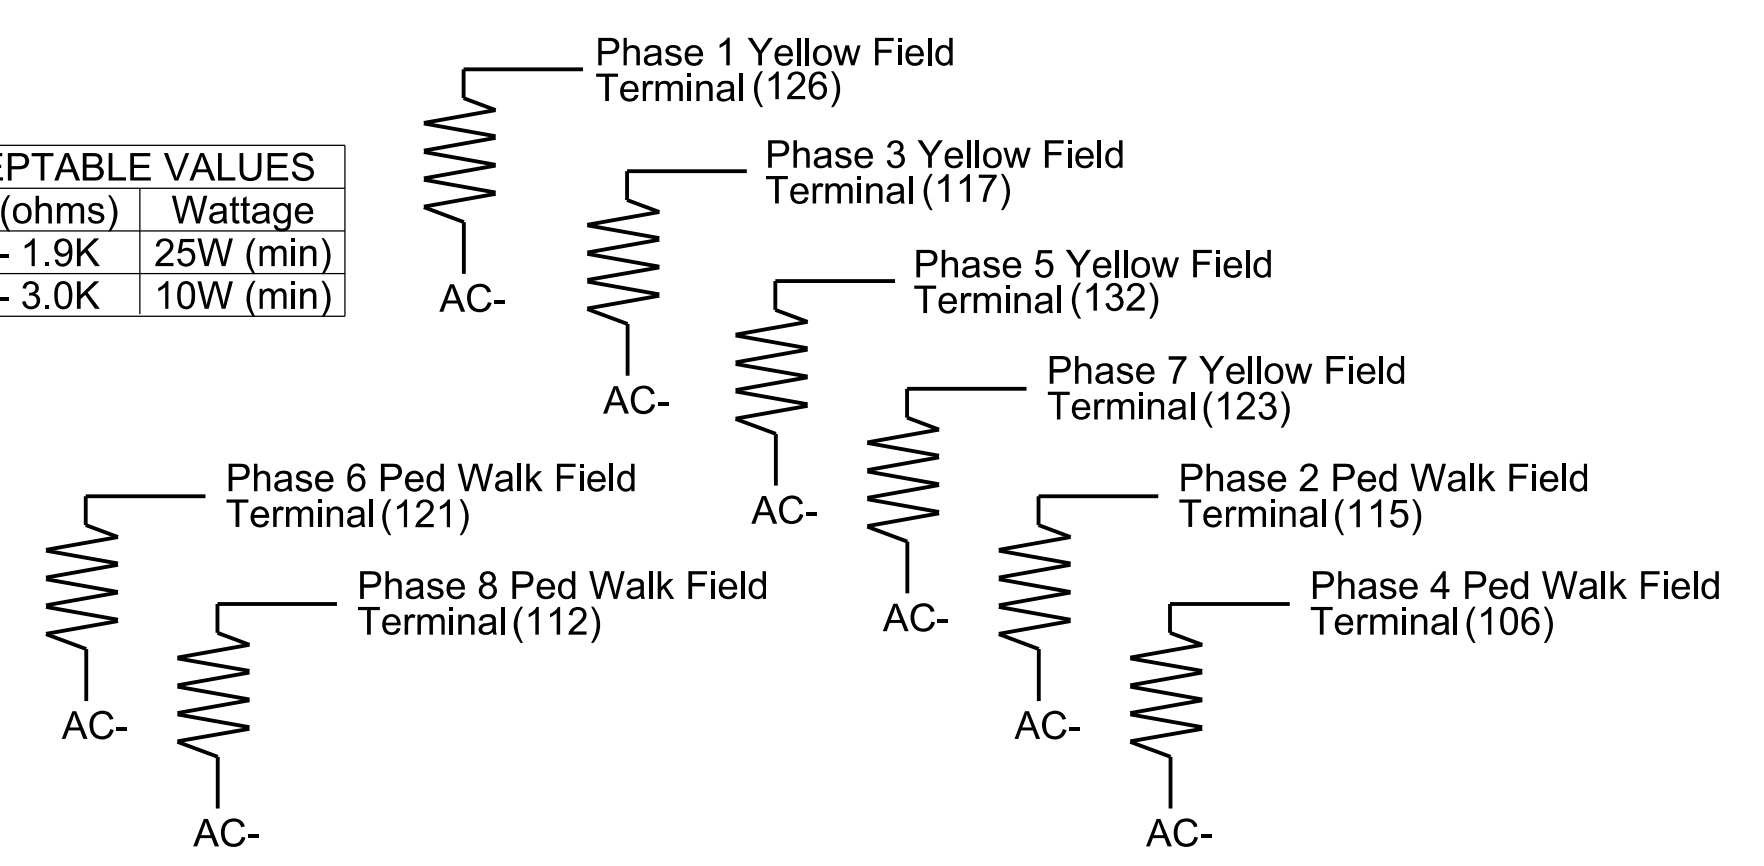 Phase 1 Yellow Field
Terminal (126)
VALUES
(ohms) Wattage
- 1.9K 25W (min)
- 3.0K 10W (min)
AC-
Phase 3 Yellow Field
Terminal (117)
AC-
Phase 5 Yellow Field
Terminal (132)
AC-
Phase 7 Yellow Field
Terminal (123)
AC-
Phase 6 Ped Walk Field
Terminal (121)
AC-
Phase 8 Ped Walk Field
Terminal (112)
AC-
Phase 2 Ped Walk Field
Terminal (115)
AC-
Phase 4 Ped Walk Field
Terminal (106)
AC-